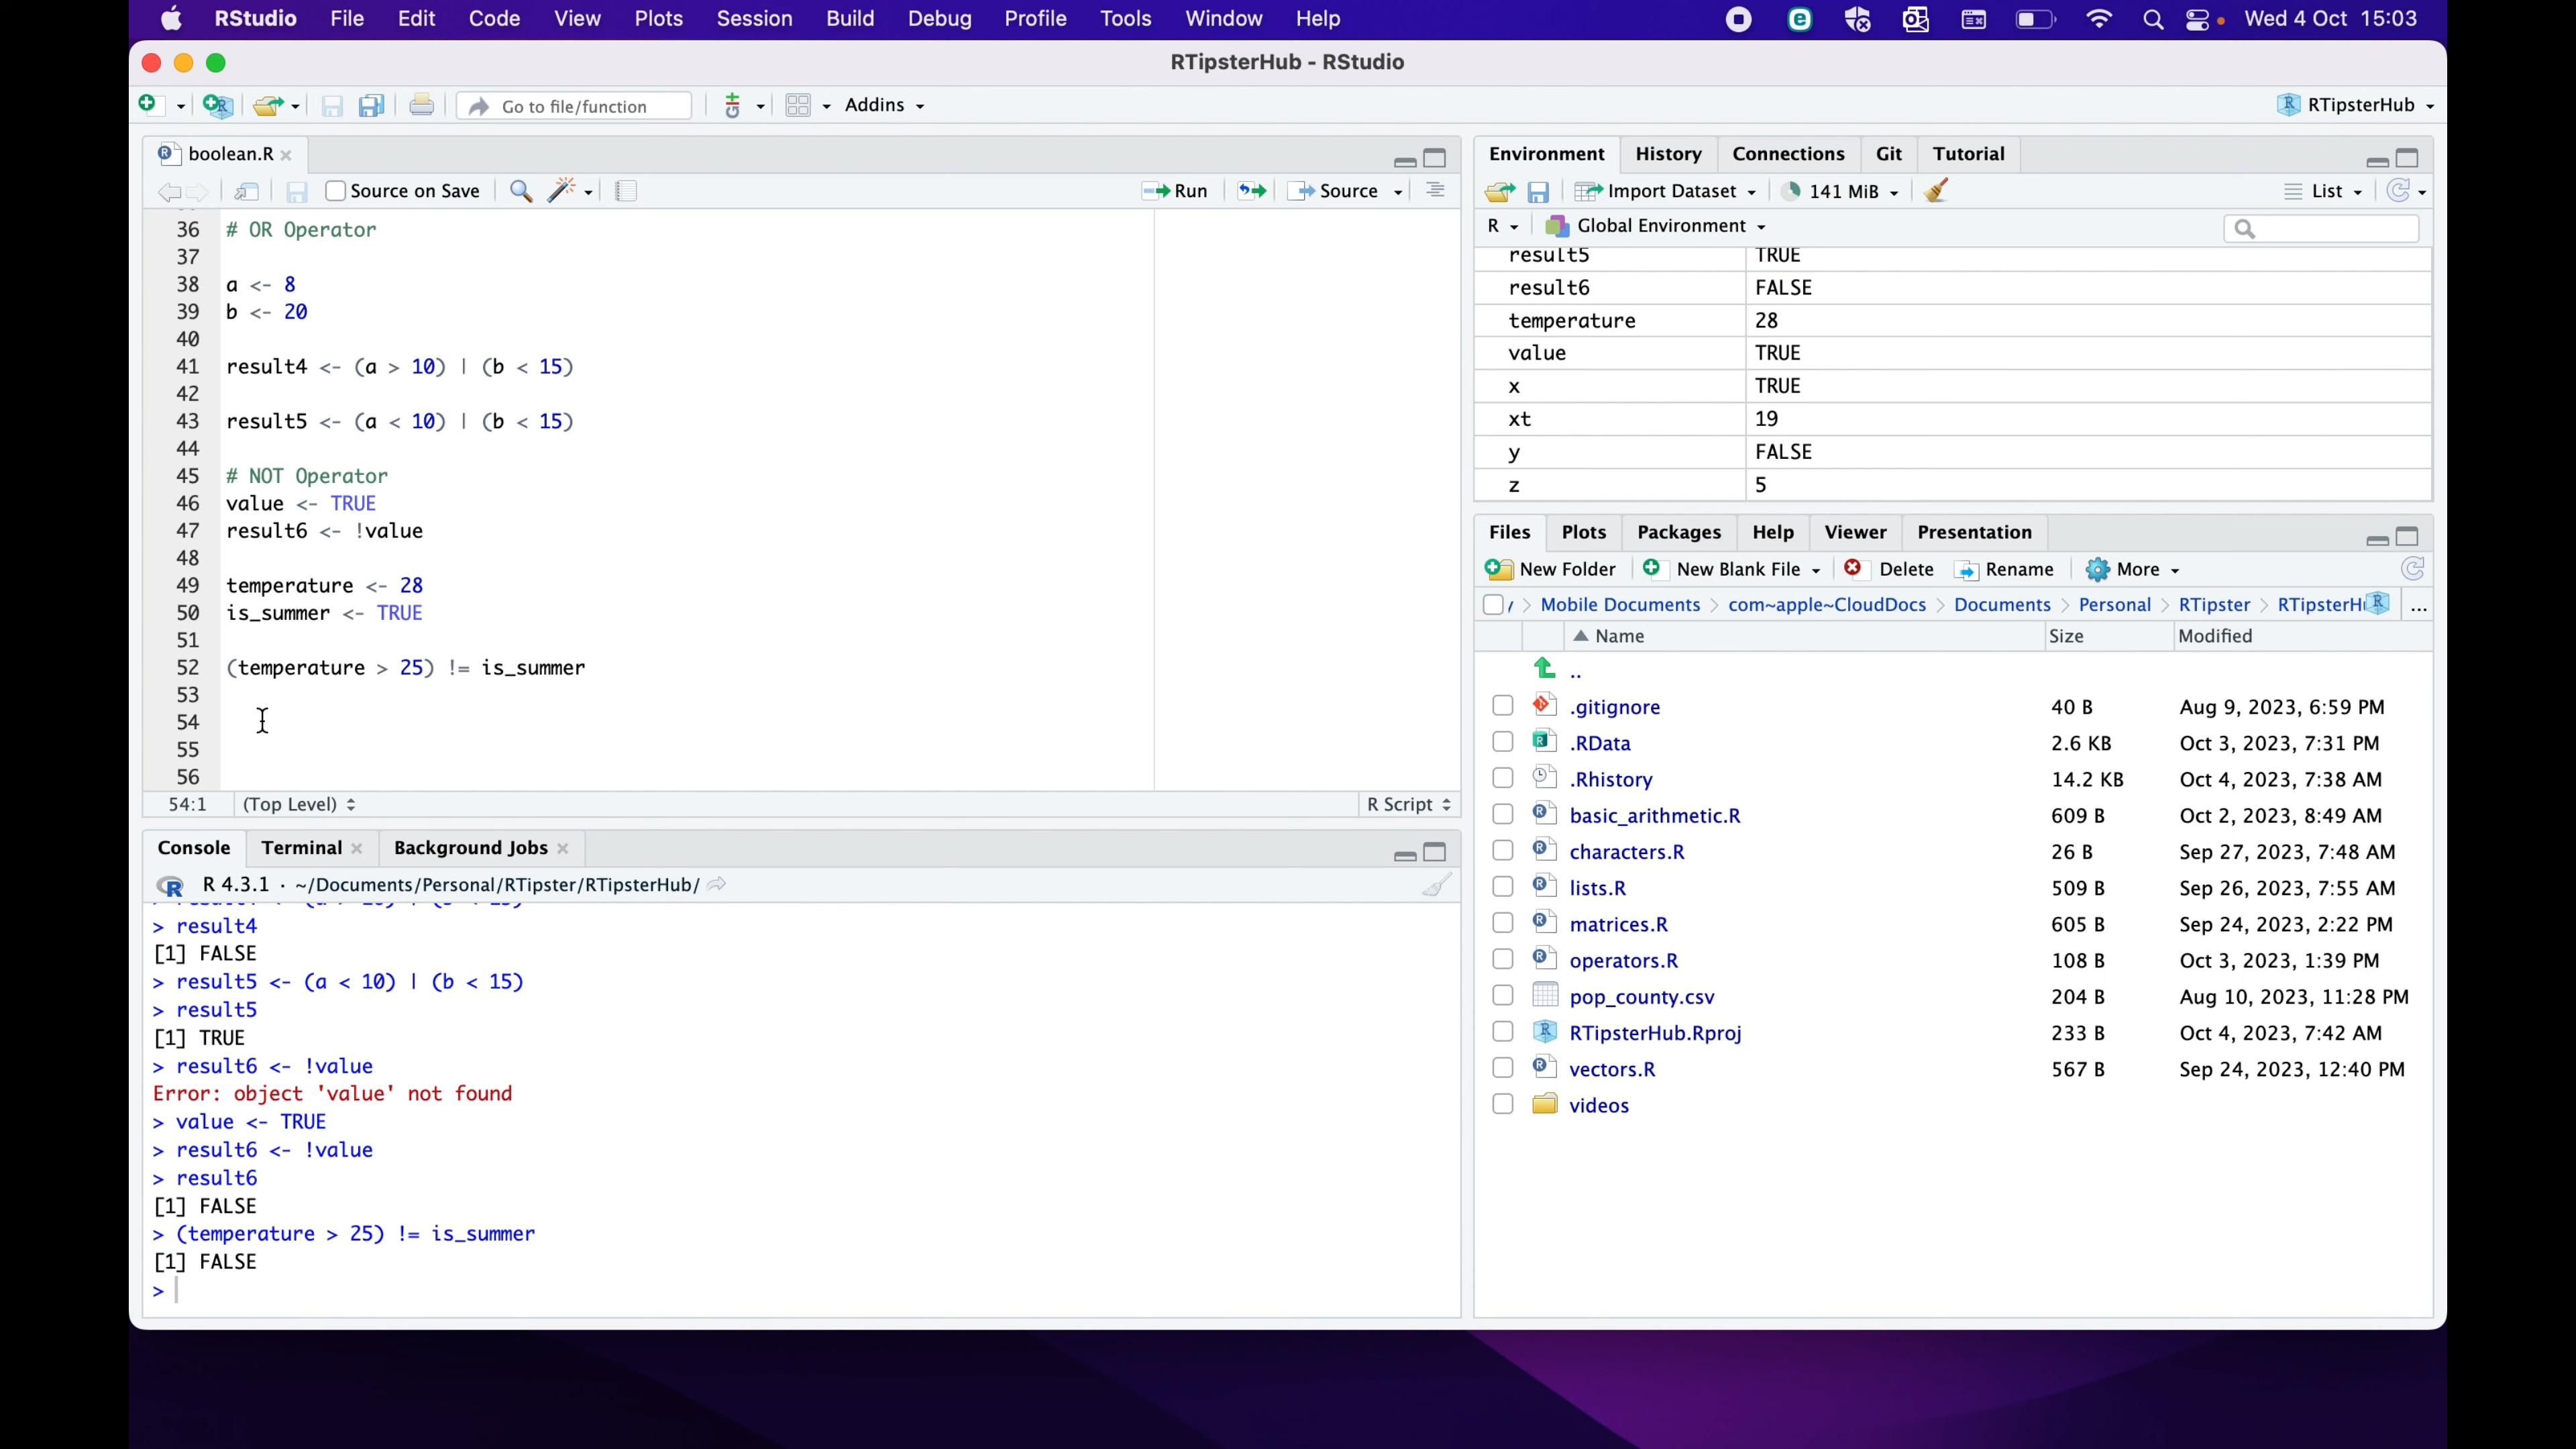 RStudio File Edit Code View Plots Session Build Debug Profile Tools Window Help Wed 4 Oct 15:03
RTipsterHub - RStudio
Go to file/function Addins RTipsterHub
boolean.R
Source on Save Run Source
36 # OR Operator
37
38 a <- 8
39 b <- 20
40
41 result4 <- (a > 10) | (b < 15)
42
43 result5 <- (a < 10) | (b < 15)
44
45 # NOT Operator
46 value <- TRUE
47 result6 <- !value
48
49 temperature <- 28
50 is_summer <- TRUE
51
52 (temperature > 25) != is_summer
53
54
55
56
54:1 (Top Level) R Script
Console Terminal Background Jobs
R 4.3.1 · ~/Documents/Personal/RTipster/RTipsterHub/
> result4
[1] FALSE
> result5 <- (a < 10) | (b < 15)
> result5
[1] TRUE
> result6 <- !value
Error: object 'value' not found
> value <- TRUE
> result6 <- !value
> result6
[1] FALSE
> (temperature > 25) != is_summer
[1] FALSE
>
Environment History Connections Git Tutorial
Import Dataset 141 MiB List
R Global Environment
result5 TRUE
result6 FALSE
temperature 28
value TRUE
x TRUE
xt 19
y FALSE
z 5
Files Plots Packages Help Viewer Presentation
New Folder New Blank File Delete Rename More
Mobile Documents com~apple~CloudDocs Documents Personal RTipster RTipsterH ...
Name Size Modified
..
.gitignore 40 B Aug 9, 2023, 6:59 PM
.RData 2.6 KB Oct 3, 2023, 7:31 PM
.Rhistory 14.2 KB Oct 4, 2023, 7:38 AM
basic_arithmetic.R 609 B Oct 2, 2023, 8:49 AM
characters.R 26 B Sep 27, 2023, 7:48 AM
lists.R 509 B Sep 26, 2023, 7:55 AM
matrices.R 605 B Sep 24, 2023, 2:22 PM
operators.R 108 B Oct 3, 2023, 1:39 PM
pop_county.csv 204 B Aug 10, 2023, 11:28 PM
RTipsterHub.Rproj 233 B Oct 4, 2023, 7:42 AM
vectors.R 567 B Sep 24, 2023, 12:40 PM
videos